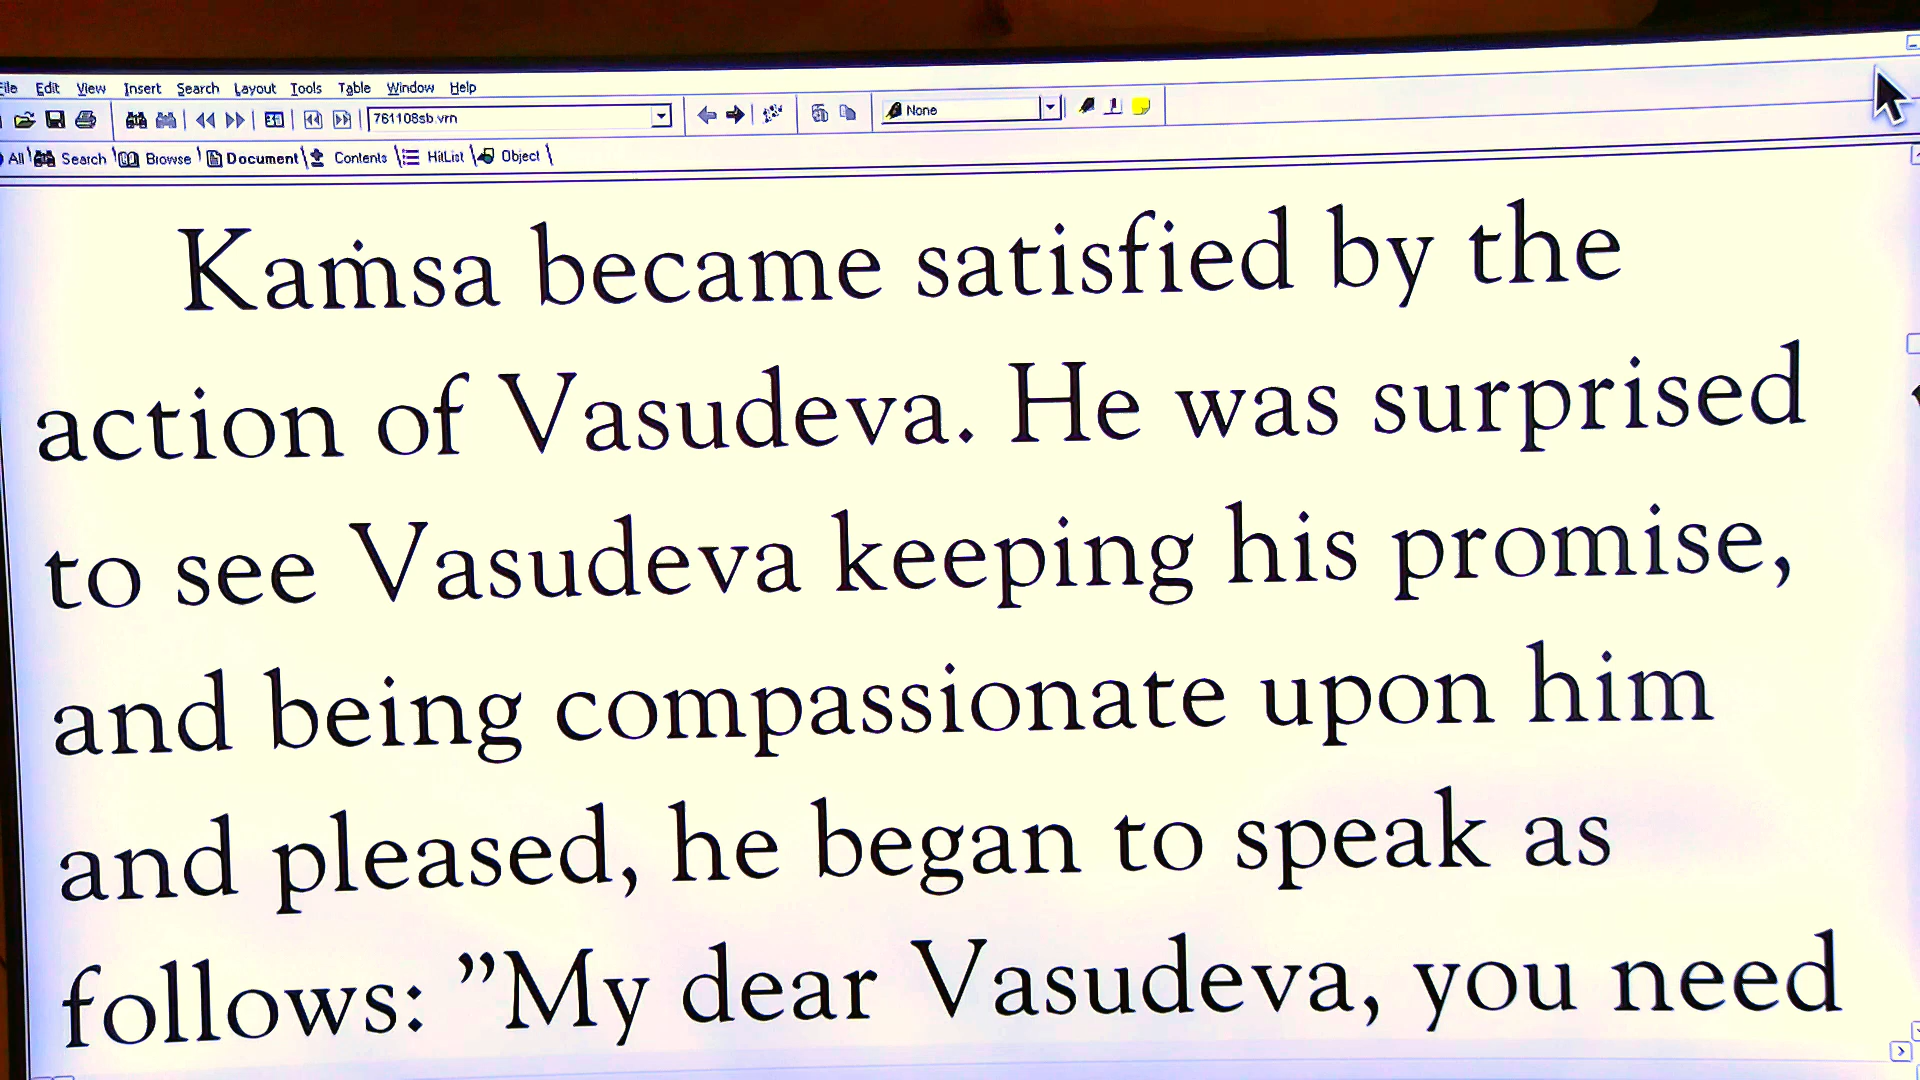 File Edit View Insert Search Layout Tools Table Window Help
761108sb.vrn None
All Search Browse Document Contents HitList Object
Kaṁsa became satisfied by the
action of Vasudeva. He was surprised
to see Vasudeva keeping his promise,
and being compassionate upon him
and pleased, he began to speak as
follows: ”My dear Vasudeva, you need